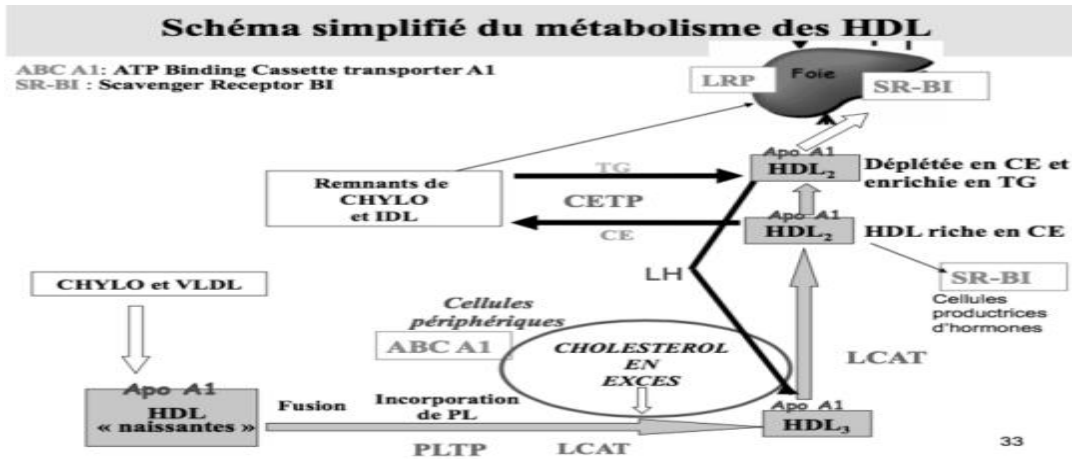 Schéma simplifié du métabolisme des HDL
ABC A1: ATP Binding Cassette transporter A1
SR-BI : Scavenger Receptor BI
LRP
Foie
SR-BI
Apo A1
HDL2
Déplétée en CE et
enrichie en TG
TG
Remnants de
CHYLO
et IDL
CETP
CE
Apo A1
HDL2
HDL riche en CE
LH
SR-BI
Cellules
productrices
d'hormones
CHYLO et VLDL
Cellules
périphériques
ABC A1
CHOLESTEROL
EN
EXCES
LCAT
Apo A1
HDL
« naissantes »
Fusion
Incorporation
de PL
PLTP
LCAT
Apo A1
HDL3
33